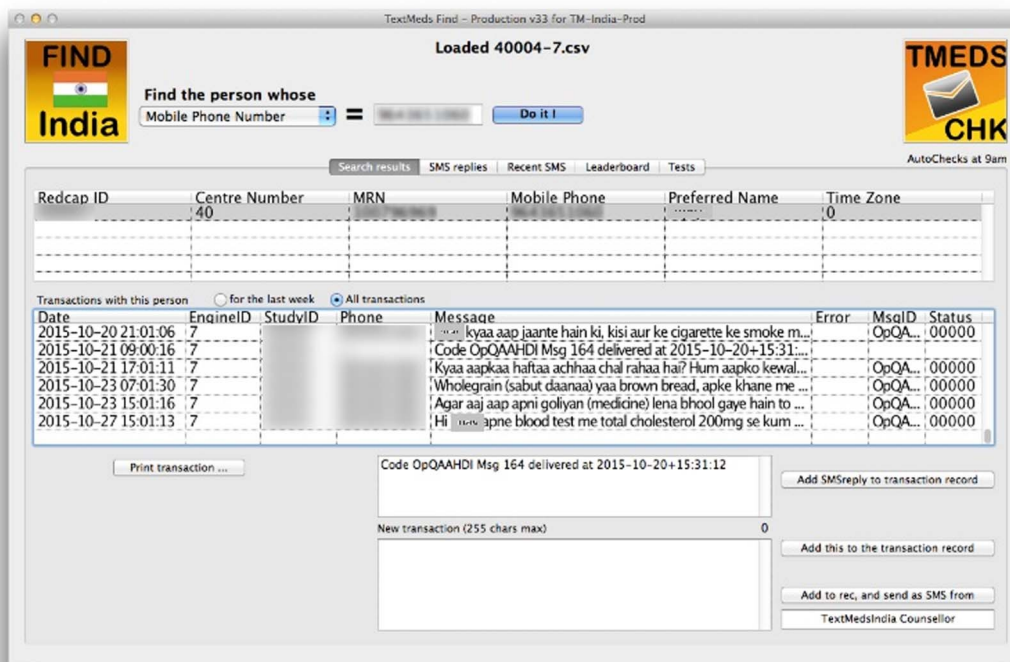 TextMeds Find – Production v33 for TM-India-Prod
FIND
India
Loaded 40004-7.csv
TMEDS
CHK
Find the person whose
Mobile Phone Number = Do it !
AutoChecks at 9am
Search results SMS replies Recent SMS Leaderboard Tests
Redcap ID Centre Number MRN Mobile Phone Preferred Name Time Zone
40 0
Transactions with this person for the last week All transactions
Date EngineID StudyID Phone Message Error MsgID Status
2015-10-20 21:01:06 7 kyaa aap jaante hain ki, kisi aur ke cigarette ke smoke m... OpQA... 00000
2015-10-21 09:00:16 7 Code OpQAAHDI Msg 164 delivered at 2015-10-20+15:31:...
2015-10-21 17:01:11 7 Kyaa aapkaa haftaa achhaa chal rahaa hai? Hum aapko kewal... OpQA... 00000
2015-10-23 07:01:30 7 Wholegrain (sabut daanaa) yaa brown bread, apke khane me ... OpQA... 00000
2015-10-23 15:01:16 7 Agar aaj aap apni goliyan (medicine) lena bhool gaye hain to ... OpQA... 00000
2015-10-27 15:01:13 7 Hi apne blood test me total cholesterol 200mg se kum ... OpQA... 00000
Print transaction ...
Code OpQAAHDI Msg 164 delivered at 2015-10-20+15:31:12
Add SMSreply to transaction record
New transaction (255 chars max) 0
Add this to the transaction record
Add to rec, and send as SMS from
TextMedsIndia Counsellor